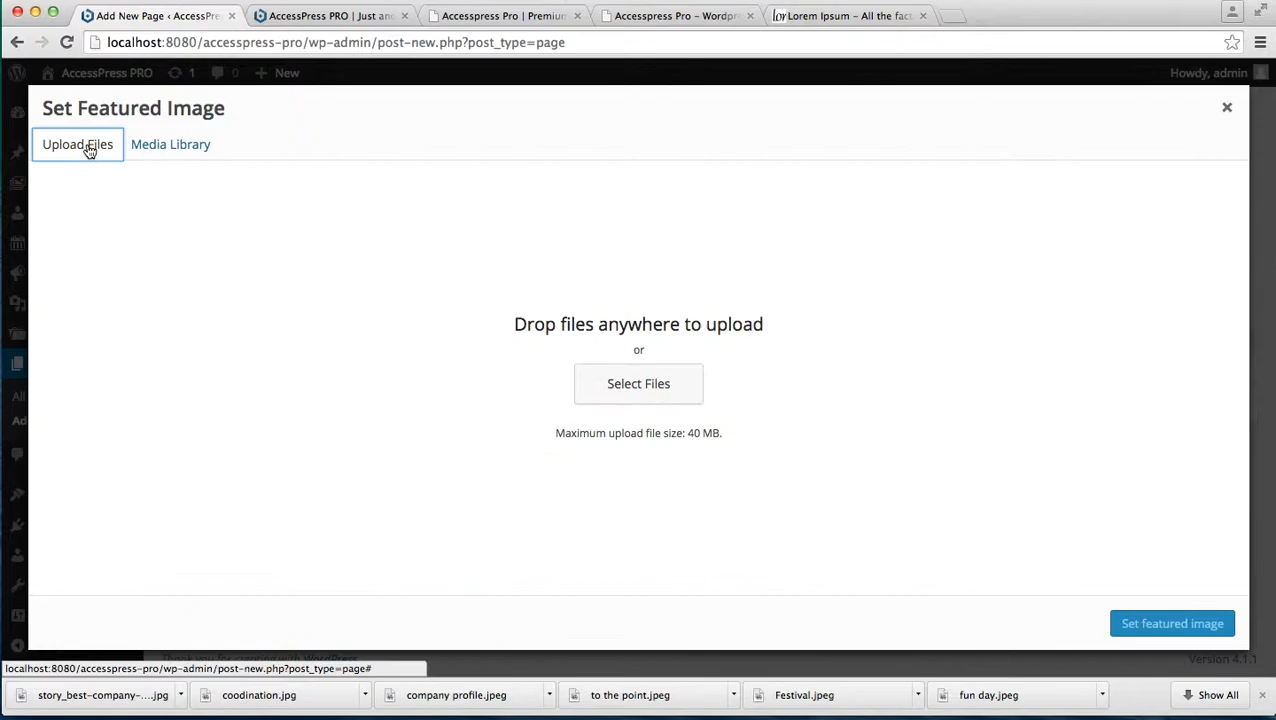 Add New Page ‹ AccessPre
AccessPress PRO | Just an
Accesspress Pro | Premium
Accesspress Pro – Wordpr
Lorem Ipsum – All the fact
localhost:8080/accesspress-pro/wp-admin/post-new.php?post_type=page
AccessPress PRO
1
0
New
Howdy, admin
Set Featured Image
Upload Files
Media Library
Drop files anywhere to upload
or
Select Files
Maximum upload file size: 40 MB.
All
Ad
Set featured image
Version 4.1.1
localhost:8080/accesspress-pro/wp-admin/post-new.php?post_type=page#
story_best-company-....jpg
coodination.jpg
company profile.jpeg
to the point.jpeg
Festival.jpeg
fun day.jpeg
Show All